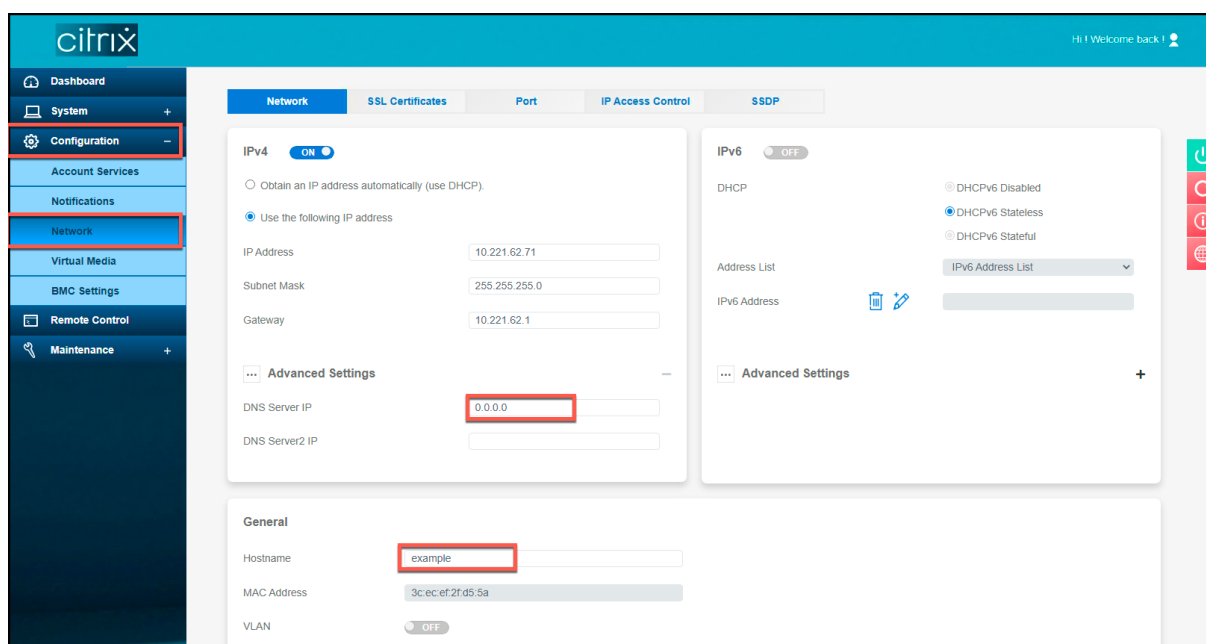 citrix
Hi ! Welcome back !
Dashboard
System +
Configuration −
Account Services
Notifications
Network
Virtual Media
BMC Settings
Remote Control
Maintenance +
Network SSL Certificates Port IP Access Control SSDP
IPv4 ON
Obtain an IP address automatically (use DHCP).
Use the following IP address
IP Address 10.221.62.71
Subnet Mask 255.255.255.0
Gateway 10.221.62.1
... Advanced Settings −
DNS Server IP 0.0.0.0
DNS Server2 IP
IPv6 OFF
DHCP DHCPv6 Disabled
DHCPv6 Stateless
DHCPv6 Stateful
Address List IPv6 Address List
IPv6 Address
... Advanced Settings +
General
Hostname example
MAC Address 3c:ec:ef:2f:d5:5a
VLAN OFF